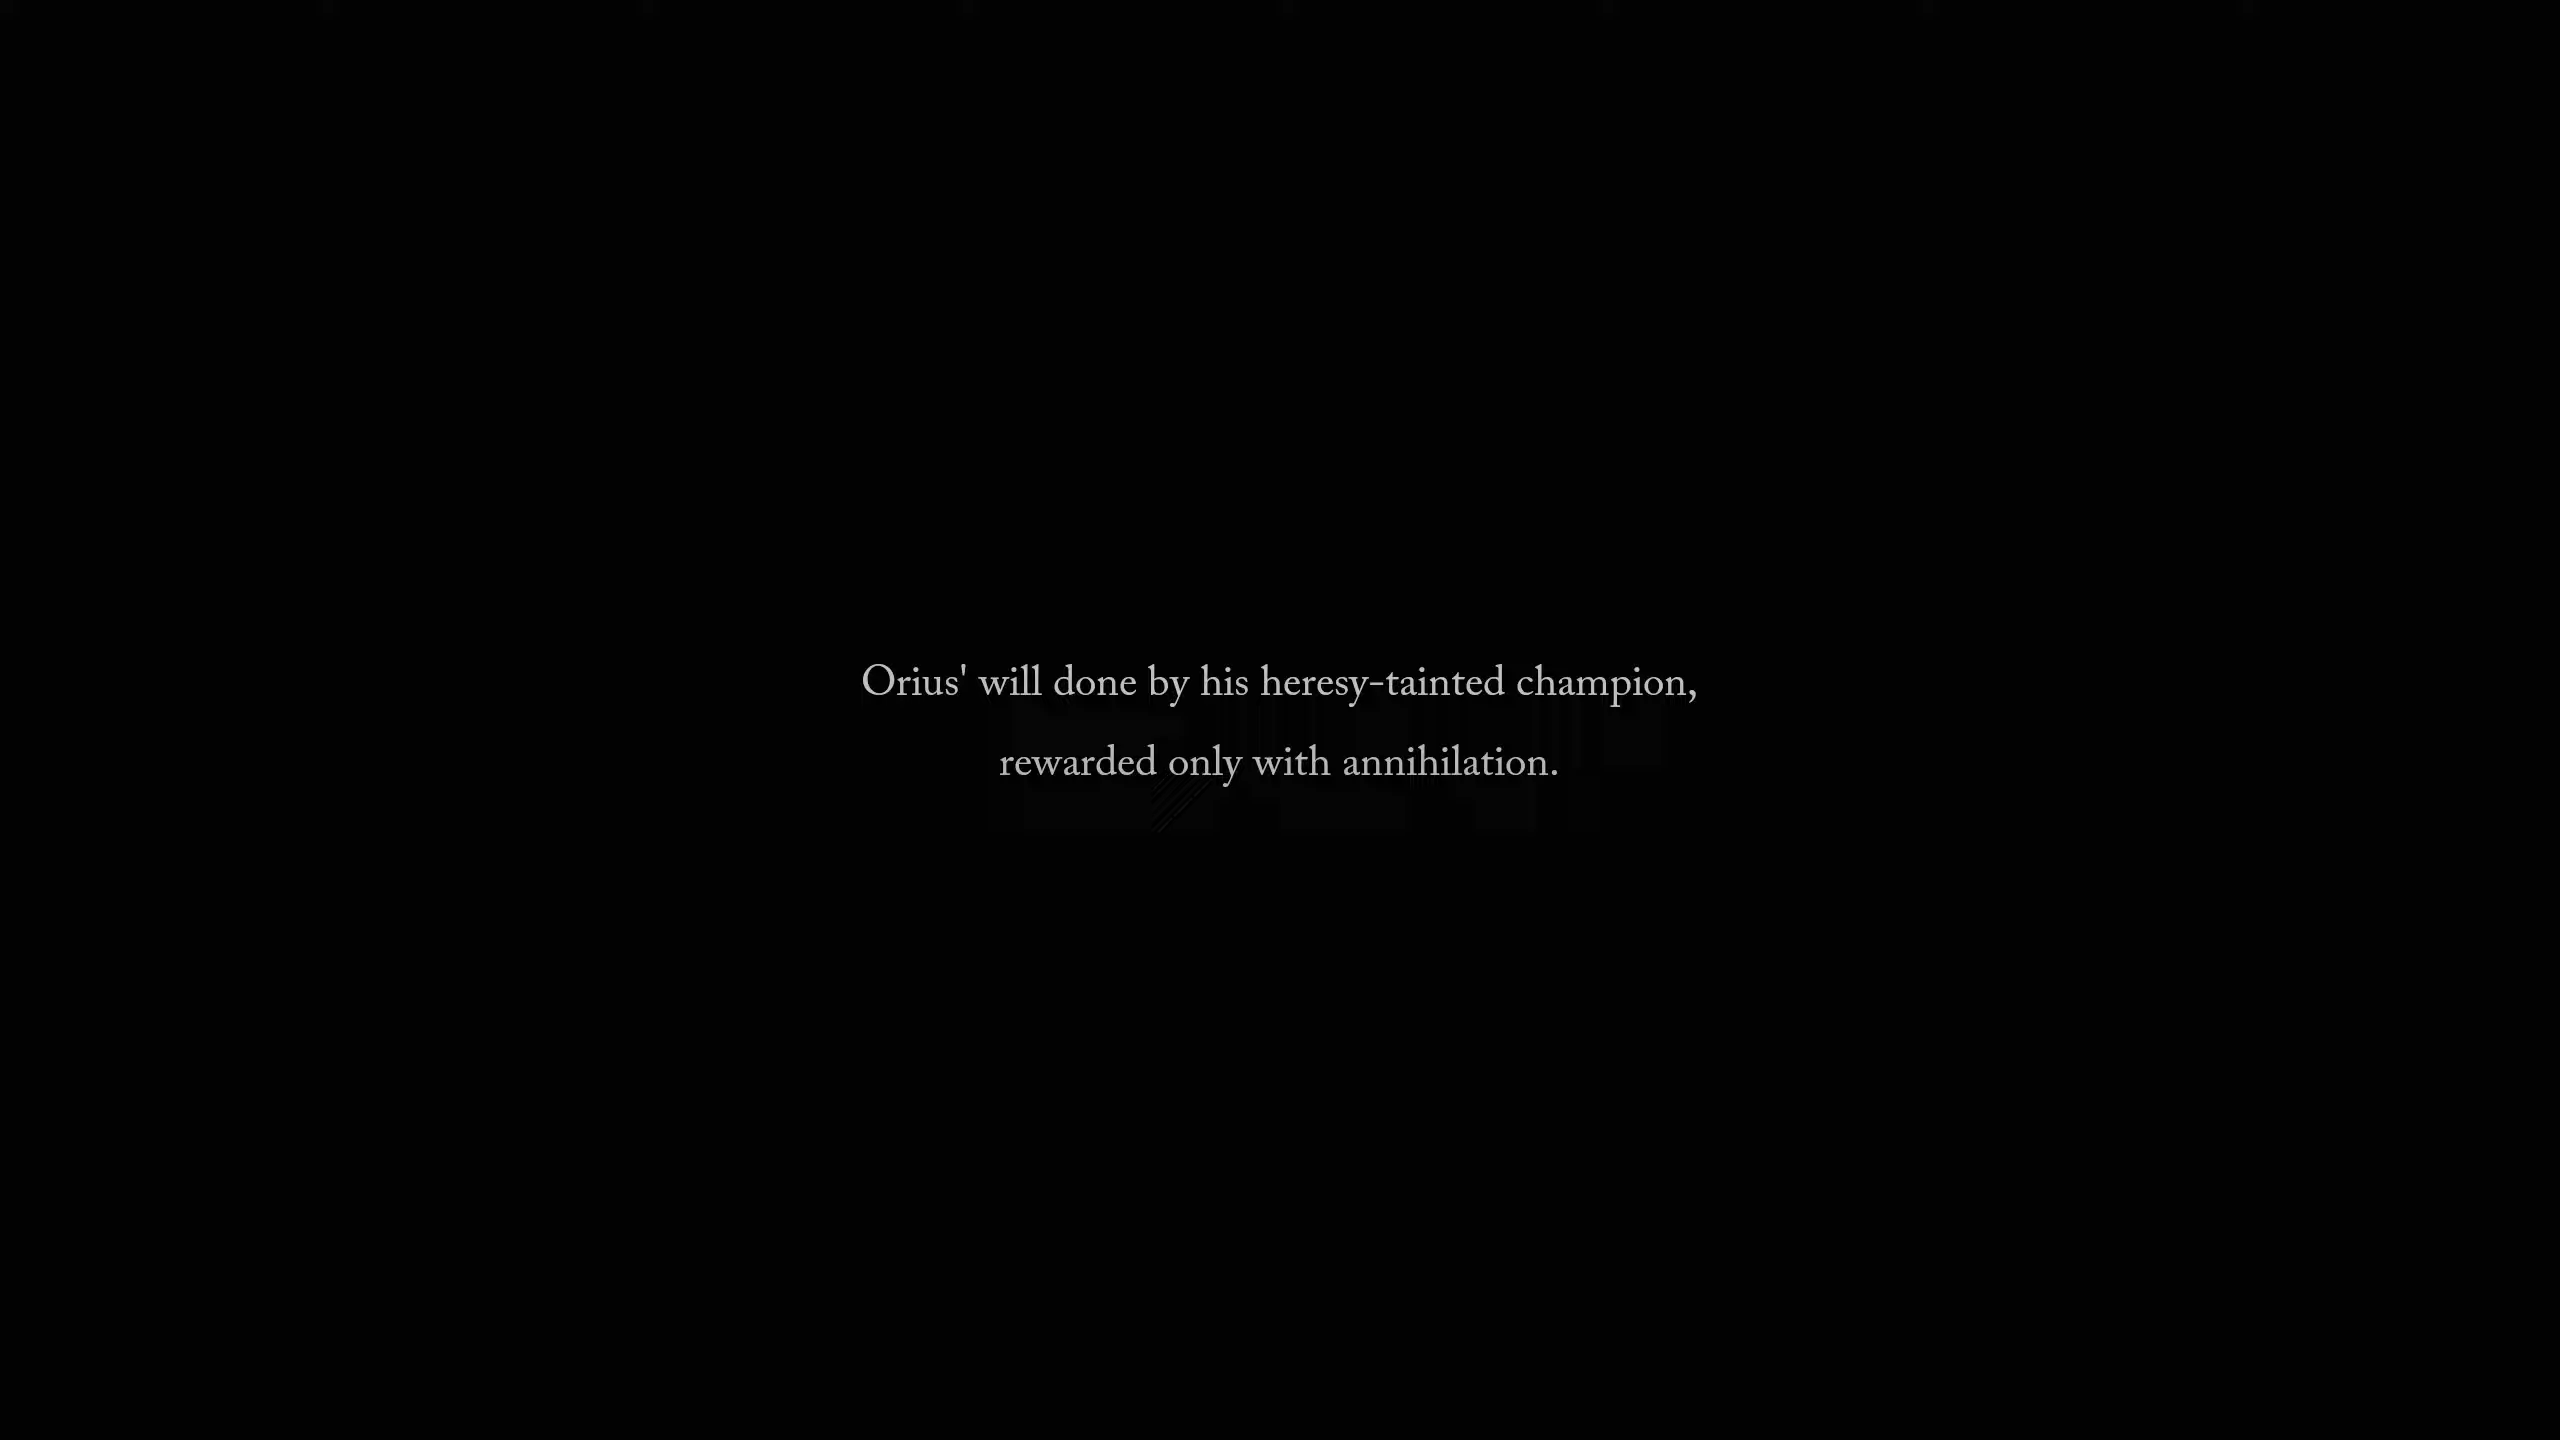 Orius' will done by his heresy-tainted champion,
rewarded only with annihilation.